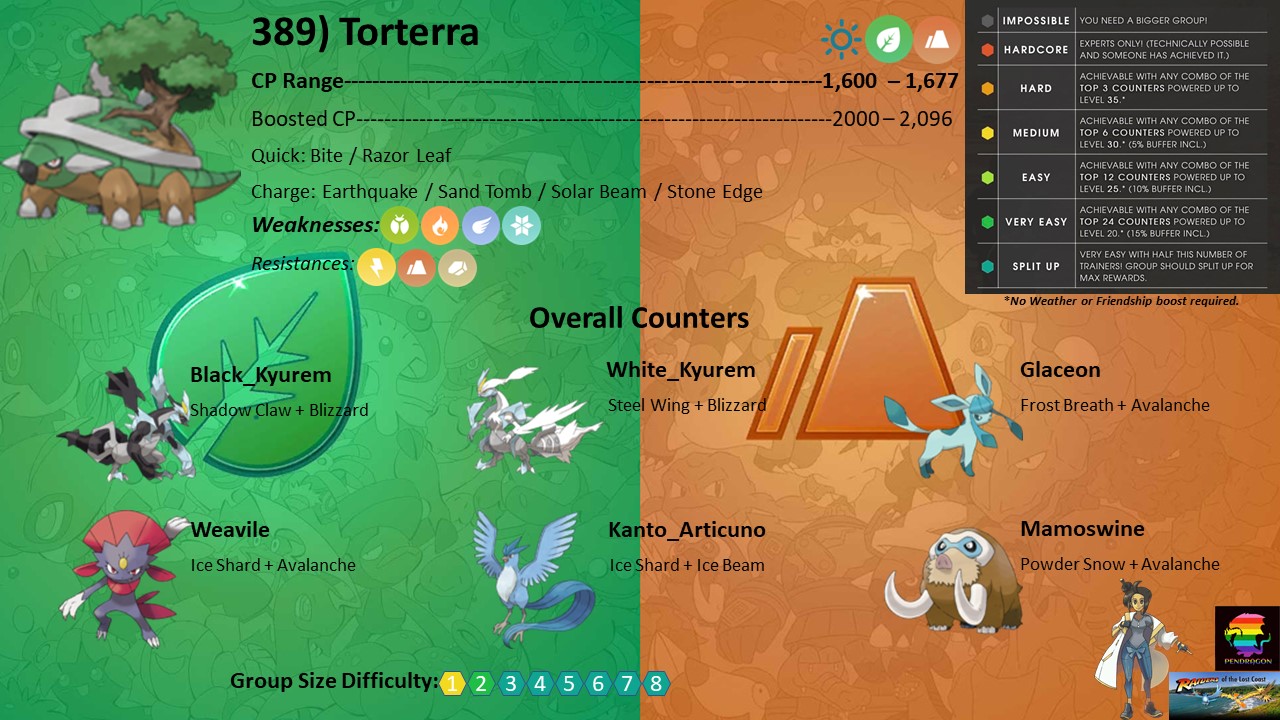 389) Torterra
CP Range--------------------------------------------------------------------1,600 – 1,677
Boosted CP--------------------------------------------------------------------2000 – 2,096
Quick: Bite / Razor Leaf
Charge: Earthquake / Sand Tomb / Solar Beam / Stone Edge
Weaknesses:
Resistances:
IMPOSSIBLE YOU NEED A BIGGER GROUP!
HARDCORE EXPERTS ONLY! (TECHNICALLY POSSIBLE
AND SOMEONE HAS ACHIEVED IT.)
HARD ACHIEVABLE WITH ANY COMBO OF THE
TOP 3 COUNTERS POWERED UP TO
LEVEL 35.*
MEDIUM ACHIEVABLE WITH ANY COMBO OF THE
TOP 6 COUNTERS POWERED UP TO
LEVEL 30.* (5% BUFFER INCL.)
EASY ACHIEVABLE WITH ANY COMBO OF THE
TOP 12 COUNTERS POWERED UP TO
LEVEL 25.* (10% BUFFER INCL.)
VERY EASY ACHIEVABLE WITH ANY COMBO OF THE
TOP 24 COUNTERS POWERED UP TO
LEVEL 20.* (15% BUFFER INCL.)
SPLIT UP VERY EASY WITH HALF THIS NUMBER OF
TRAINERS! GROUP SHOULD SPLIT UP FOR
MAX REWARDS.
*No Weather or Friendship boost required.
Overall Counters
Black_Kyurem
Shadow Claw + Blizzard
White_Kyurem
Steel Wing + Blizzard
Glaceon
Frost Breath + Avalanche
Weavile
Ice Shard + Avalanche
Kanto_Articuno
Ice Shard + Ice Beam
Mamoswine
Powder Snow + Avalanche
Group Size Difficulty: 1 2 3 4 5 6 7 8
PENDRAGON
RAIDERS of the Lost Coast